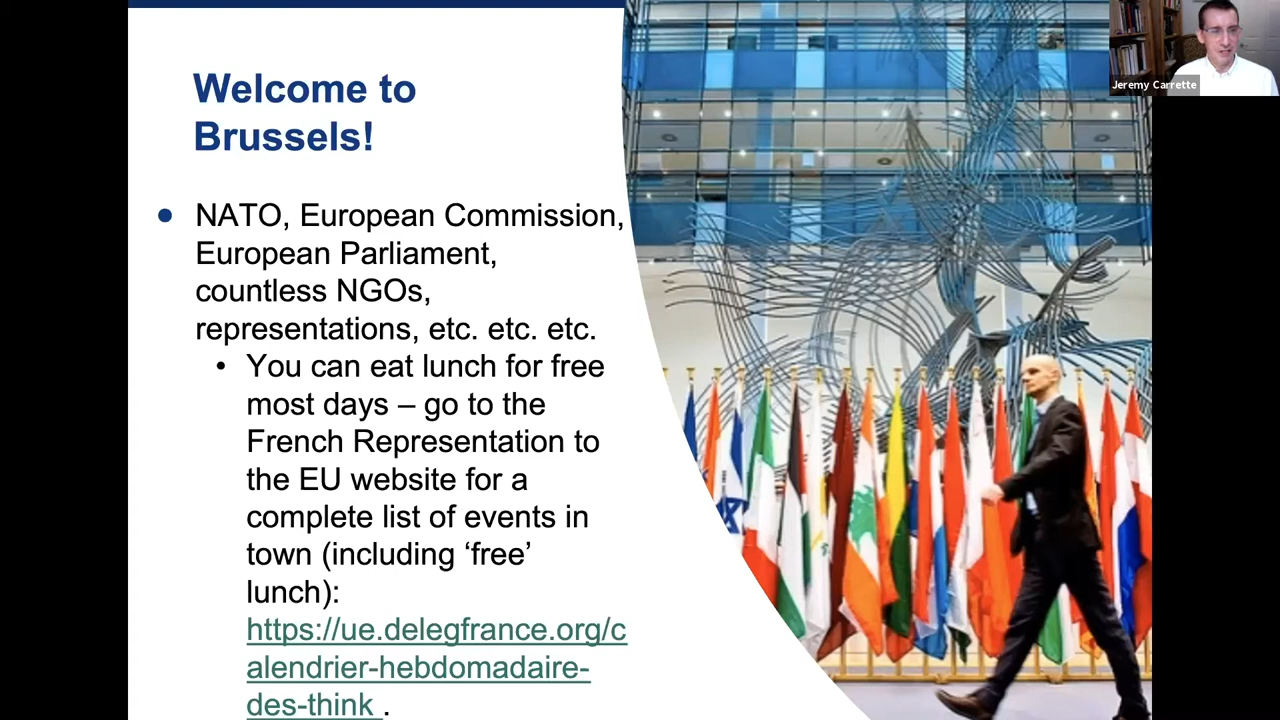 Welcome to
Brussels!
• NATO, European Commission,
European Parliament,
countless NGOs,
representations, etc. etc. etc.
• You can eat lunch for free
most days – go to the
French Representation to
the EU website for a
complete list of events in
town (including ‘free’
lunch):
https://ue.delegfrance.org/c
alendrier-hebdomadaire-
des-think .
Jeremy Carrette